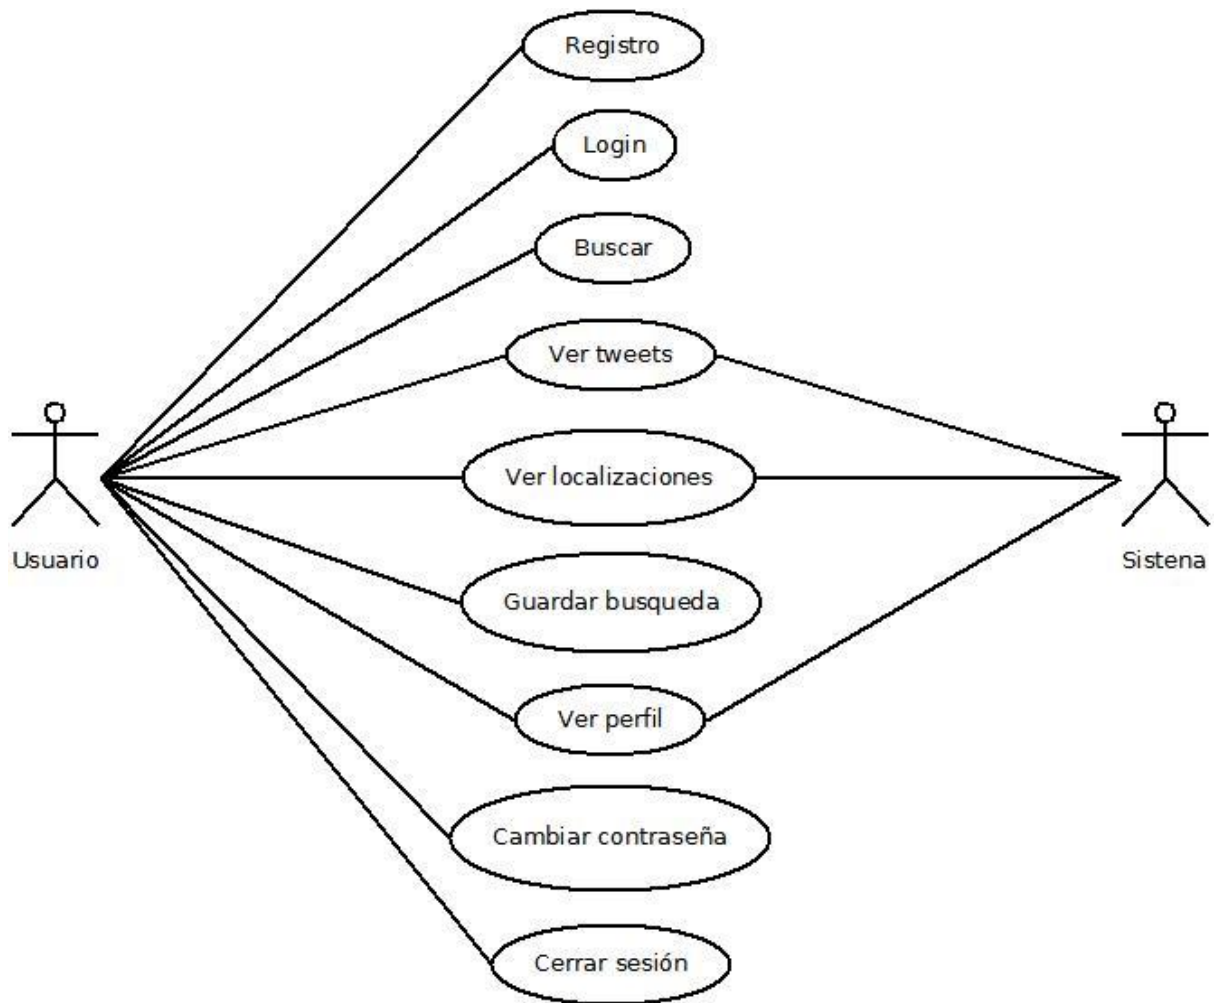 Registro
Login
Buscar
Ver tweets
Ver localizaciones
Usuario
Sistena
Guardar busqueda
Ver perfil
Cambiar contraseña
Cerrar sesión